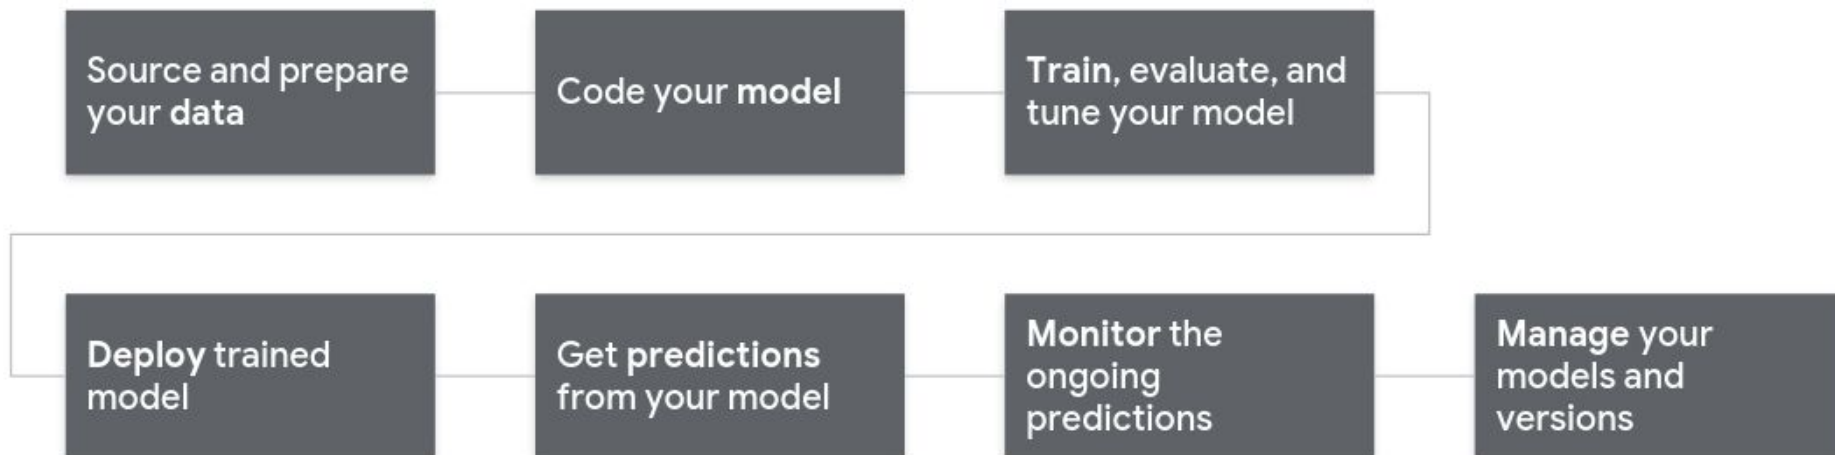 Source and prepare
your data
Code your model
Train, evaluate, and
tune your model
Deploy trained
model
Get predictions
from your model
Monitor the
ongoing
predictions
Manage your
models and
versions